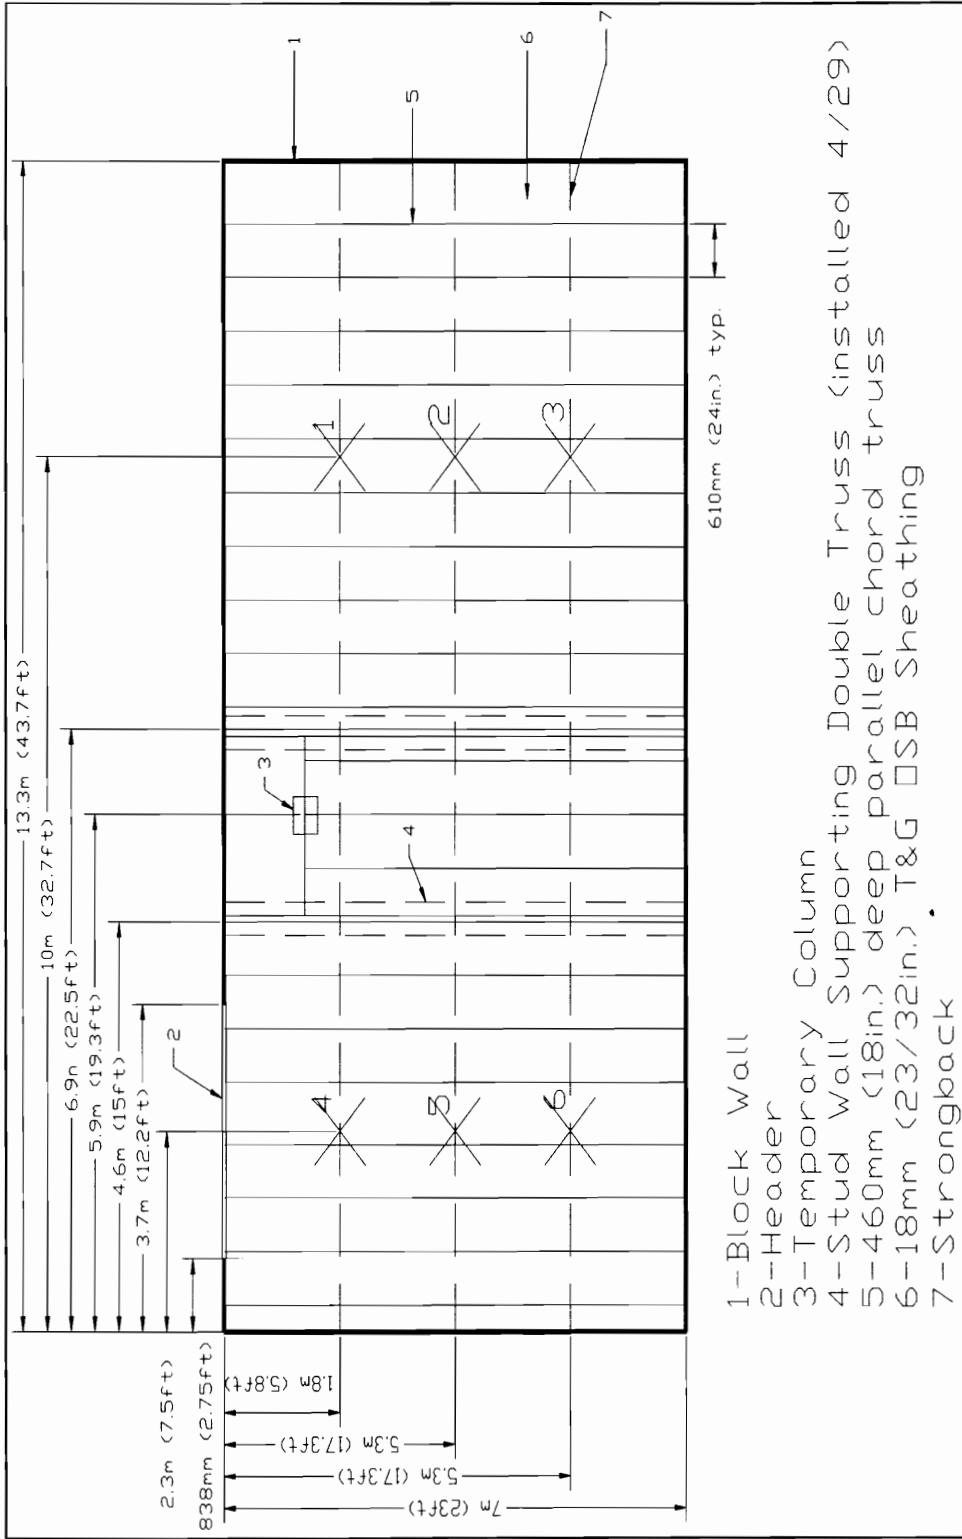 13.3m (43.7ft)
10m (32.7ft)
6.9n (22.5ft)
5.9m (19.3ft)
4.6m (15ft)
3.7m (12.2ft)
2.3m (7.5ft)
838mm (2.75ft)
1.8m (5.8ft)
5.3m (17.3ft)
5.3m (17.3ft)
7m (23ft)
610mm (24in.) typ.
1
2
3
4
5
6
7
1
2
3
4
5
6
1-Block Wall
2-Header
3-Temporary Column
4-Stud Wall Supporting Double Truss (installed 4/29)
5-460mm (18in.) deep parallel chord truss
6-18mm (23/32in.) T&G □SB Sheathing
7-Strongback